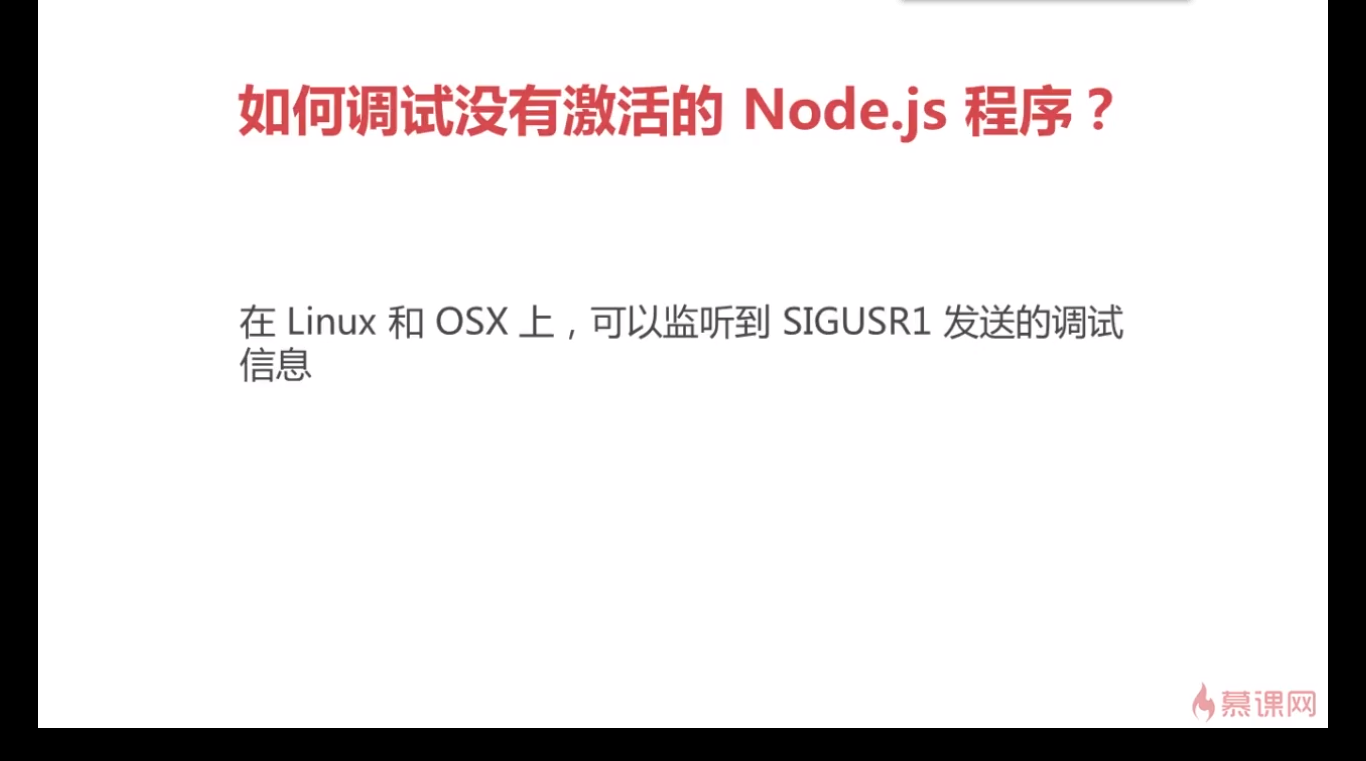 如何调试没有激活的 Node.js 程序？
在 Linux 和 OSX 上，可以监听到 SIGUSR1 发送的调试
信息
慕课网